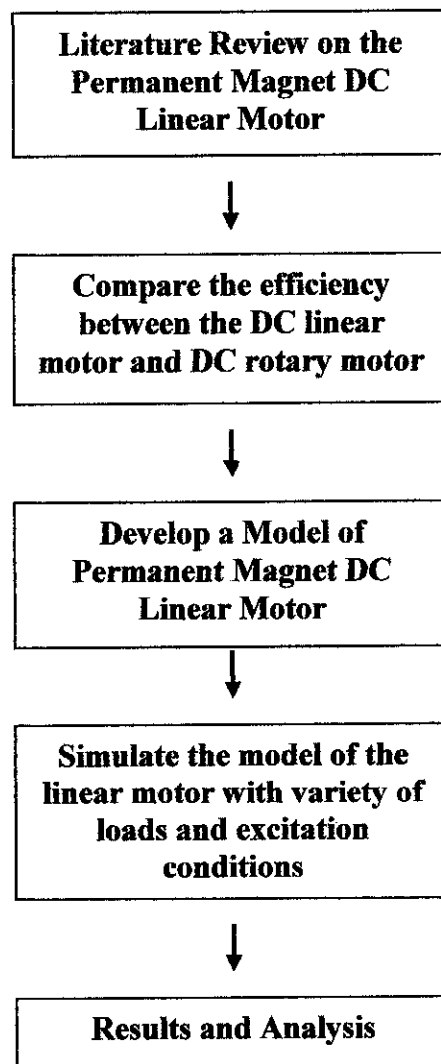 Literature Review on the
Permanent Magnet DC
Linear Motor
Compare the efficiency
between the DC linear
motor and DC rotary motor
Develop a Model of
Permanent Magnet DC
Linear Motor
Simulate the model of the
linear motor with variety of
loads and excitation
conditions
Results and Analysis